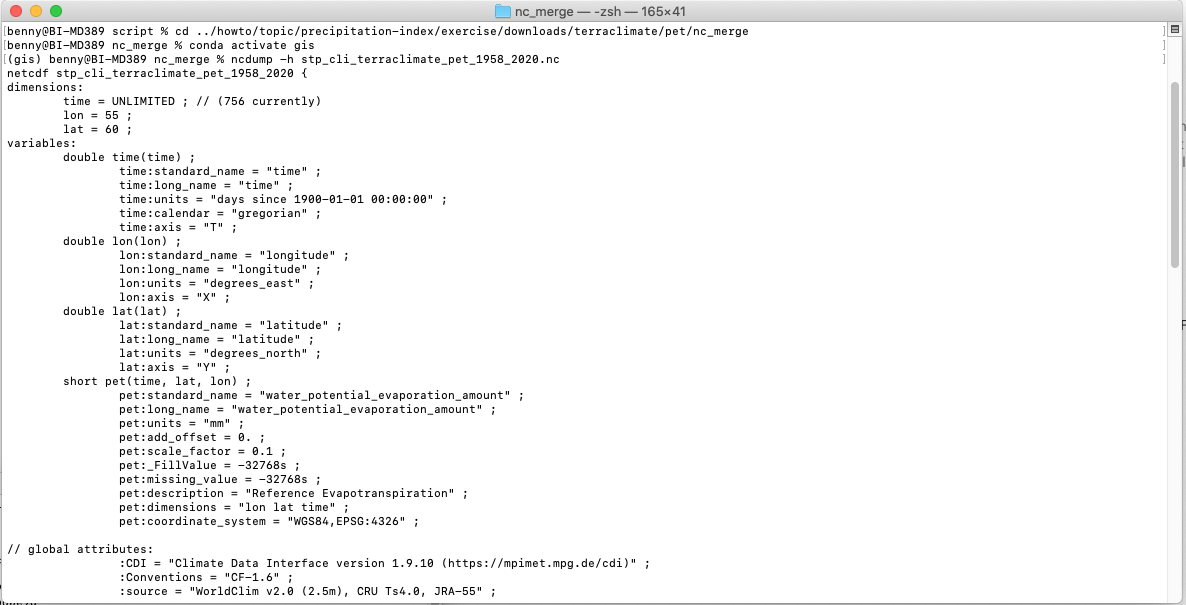 nc_merge — -zsh — 165×41
[benny@BI-MD389 script % cd ../howto/topic/precipitation-index/exercise/downloads/terraclimate/pet/nc_merge ]
[benny@BI-MD389 nc_merge % conda activate gis ]
[(gis) benny@BI-MD389 nc_merge % ncdump -h stp_cli_terraclimate_pet_1958_2020.nc ]
netcdf stp_cli_terraclimate_pet_1958_2020 {
dimensions:
        time = UNLIMITED ; // (756 currently)
        lon = 55 ;
        lat = 60 ;
variables:
        double time(time) ;
                time:standard_name = "time" ;
                time:long_name = "time" ;
                time:units = "days since 1900-01-01 00:00:00" ;
                time:calendar = "gregorian" ;
                time:axis = "T" ;
        double lon(lon) ;
                lon:standard_name = "longitude" ;
                lon:long_name = "longitude" ;
                lon:units = "degrees_east" ;
                lon:axis = "X" ;
        double lat(lat) ;
                lat:standard_name = "latitude" ;
                lat:long_name = "latitude" ;
                lat:units = "degrees_north" ;
                lat:axis = "Y" ;
        short pet(time, lat, lon) ;
                pet:standard_name = "water_potential_evaporation_amount" ;
                pet:long_name = "water_potential_evaporation_amount" ;
                pet:units = "mm" ;
                pet:add_offset = 0. ;
                pet:scale_factor = 0.1 ;
                pet:_FillValue = -32768s ;
                pet:missing_value = -32768s ;
                pet:description = "Reference Evapotranspiration" ;
                pet:dimensions = "lon lat time" ;
                pet:coordinate_system = "WGS84,EPSG:4326" ;
// global attributes:
                :CDI = "Climate Data Interface version 1.9.10 (https://mpimet.mpg.de/cdi)" ;
                :Conventions = "CF-1.6" ;
                :source = "WorldClim v2.0 (2.5m), CRU Ts4.0, JRA-55" ;